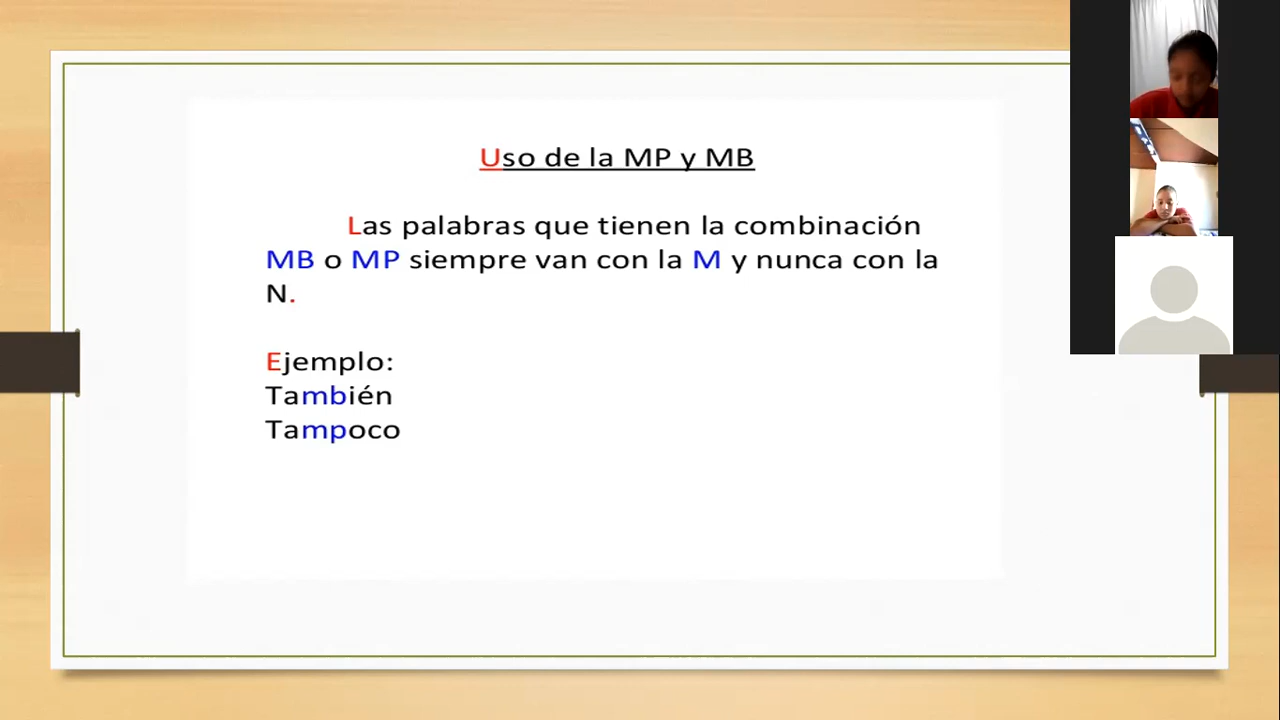 Uso de la MP y MB
Las palabras que tienen la combinación
MB o MP siempre van con la M y nunca con la
N.
Ejemplo:
También
Tampoco